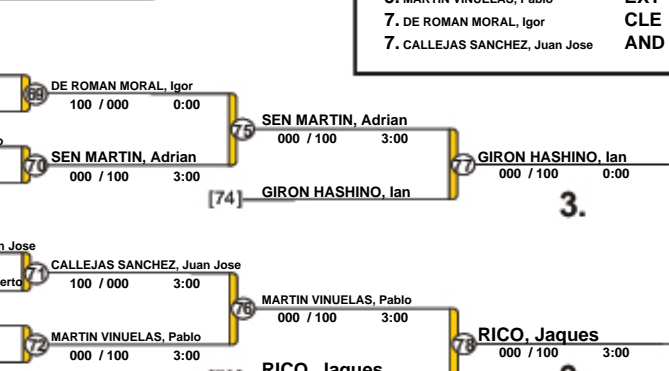 7. DE ROMAN MORAL, Igor CLE
7. CALLEJAS SANCHEZ, Juan Jose AND
69 DE ROMAN MORAL, Igor
100 / 000 0:00
75 SEN MARTIN, Adrian
000 / 100 3:00
70 SEN MARTIN, Adrian
000 / 100 3:00
77 GIRON HASHINO, Ian
000 / 100 0:00
[74] GIRON HASHINO, Ian
3.
Jose
71 CALLEJAS SANCHEZ, Juan Jose
100 / 000 3:00
76 MARTIN VINUELAS, Pablo
000 / 100 3:00
72 MARTIN VINUELAS, Pablo
000 / 100 3:00
78 RICO, Jaques
000 / 100 3:00
RICO, Jaques